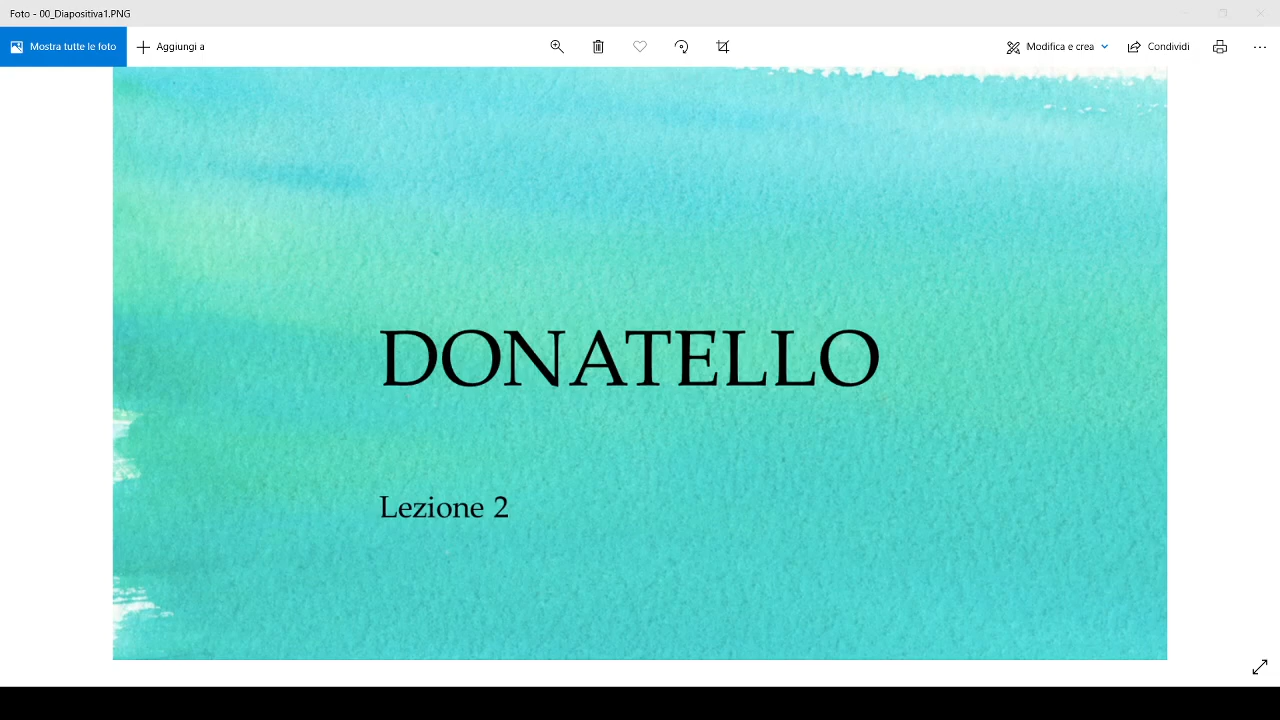 Foto - 00_Diapositiva1.PNG
Mostra tutte le foto
Aggiungi a
Modifica e crea
Condividi
DONATELLO
Lezione 2